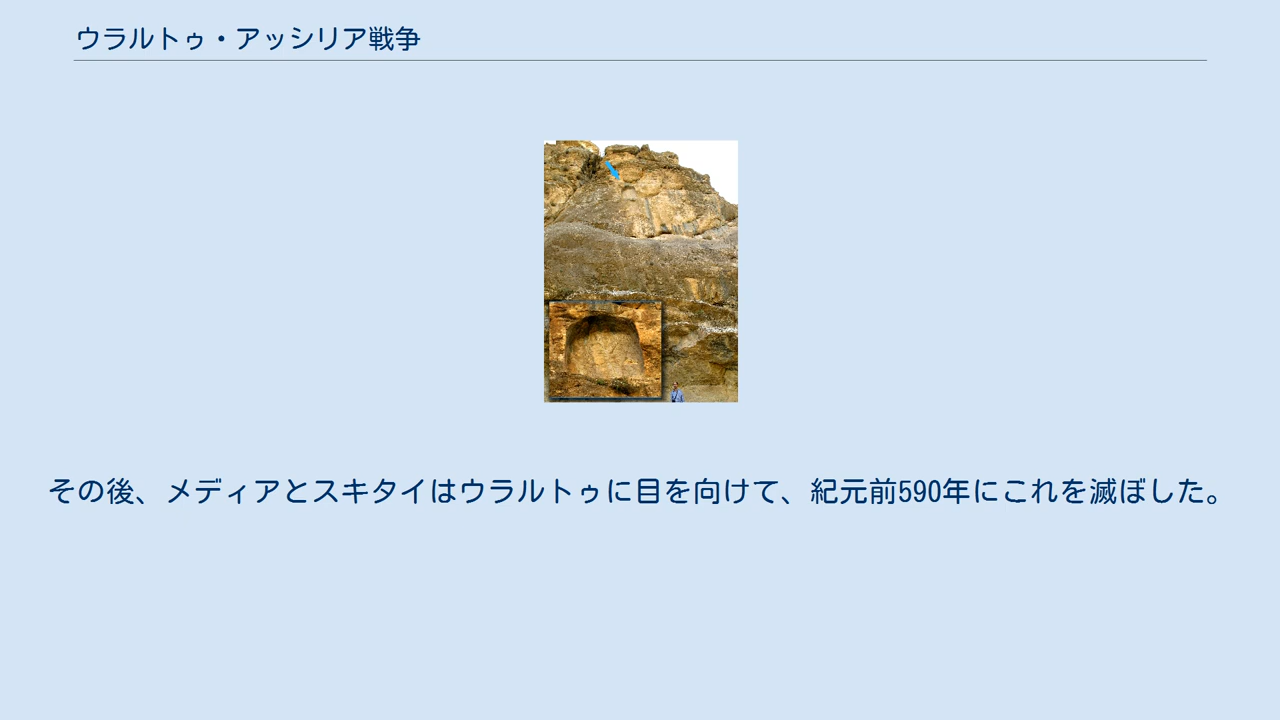 ウラルトゥ・アッシリア戦争
その後、メディアとスキタイはウラルトゥに目を向けて、紀元前590年にこれを滅ぼした。